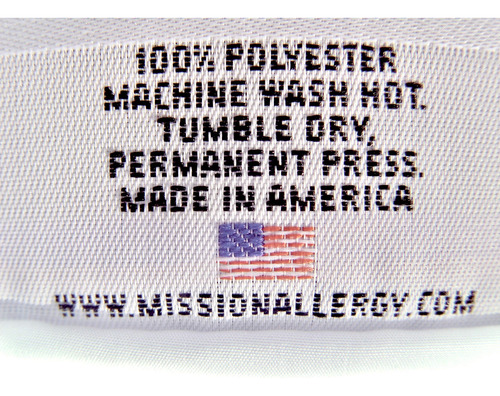 100% POLYESTER
MACHINE WASH HOT.
TUMBLE DRY,
PERMANENT PRESS.
MADE IN AMERICA
WWW.MISSIONALLERGY.COM